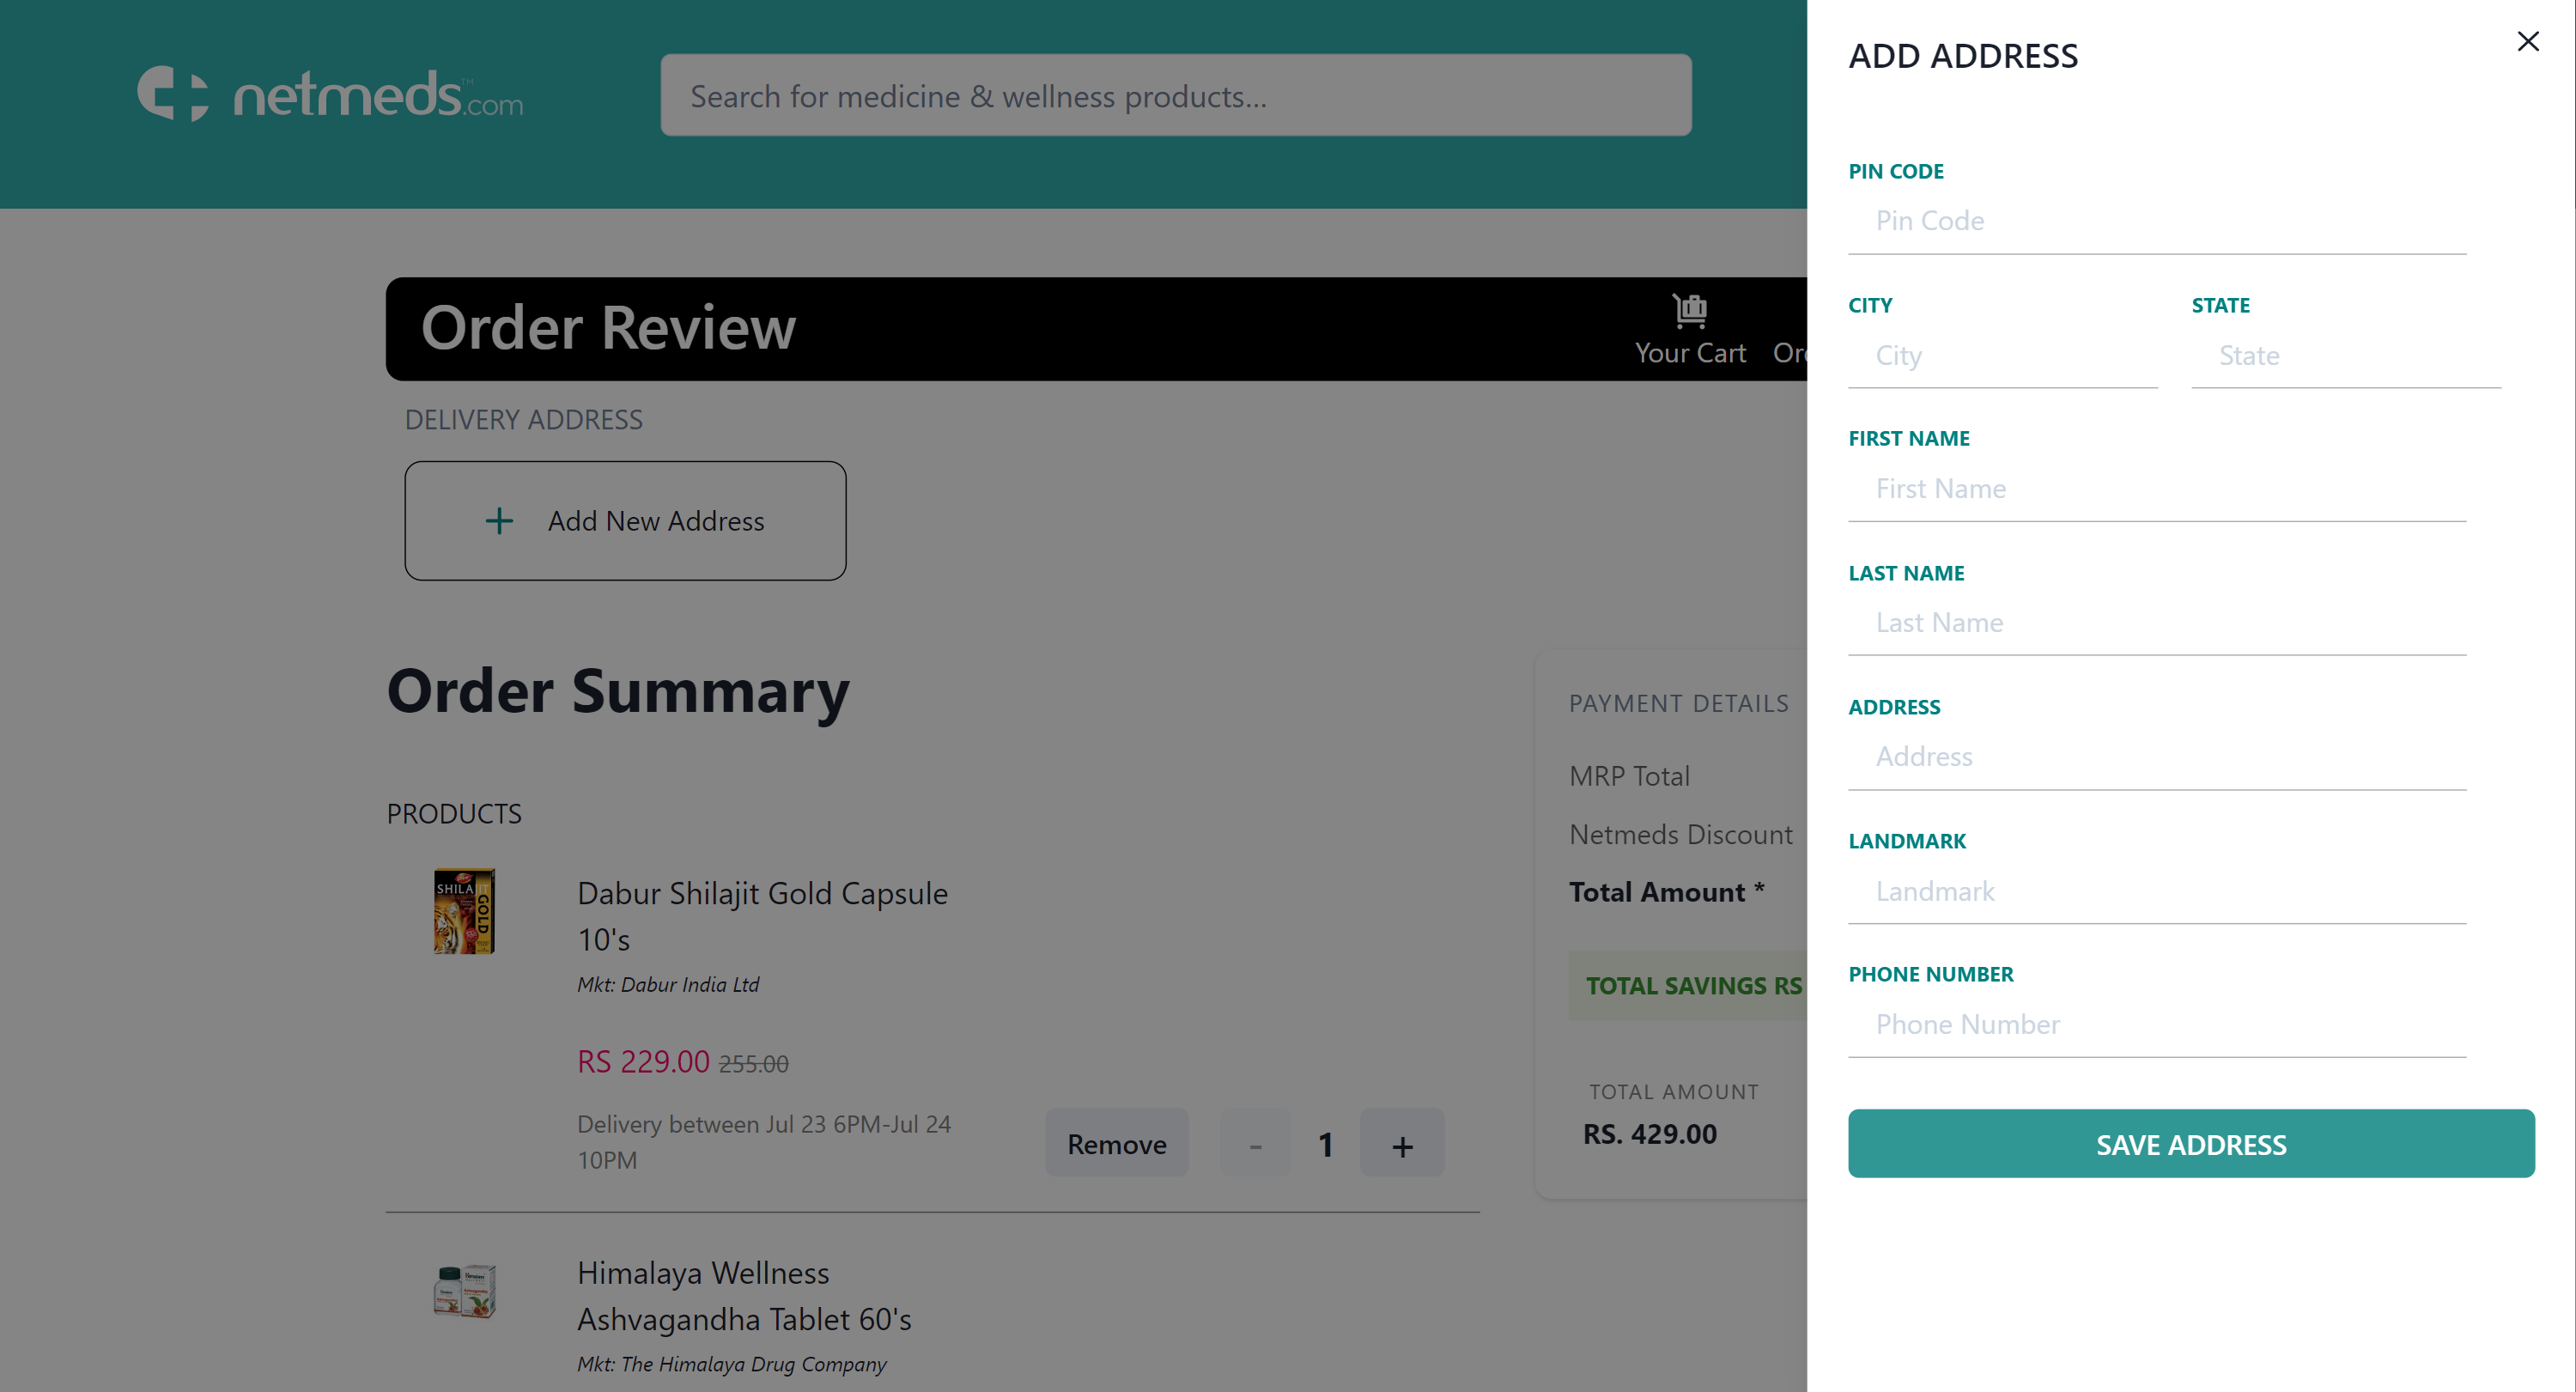 netmeds.com™
Search for medicine & wellness products...
Order Review
Your Cart
DELIVERY ADDRESS
+ Add New Address
Order Summary
PRODUCTS
SHILAJIT
GOLD
Dabur Shilajit Gold Capsule
10's
Mkt: Dabur India Ltd
RS 229.00 255.00
Delivery between Jul 23 6PM-Jul 24
10PM
Remove - 1 +
Himalaya Wellness
Ashvagandha Tablet 60's
Mkt: The Himalaya Drug Company
PAYMENT DETAILS
MRP Total
Netmeds Discount
Total Amount *
TOTAL SAVINGS RS
TOTAL AMOUNT
RS. 429.00
ADD ADDRESS
PIN CODE
Pin Code
CITY
City
STATE
State
FIRST NAME
First Name
LAST NAME
Last Name
ADDRESS
Address
LANDMARK
Landmark
PHONE NUMBER
Phone Number
SAVE ADDRESS